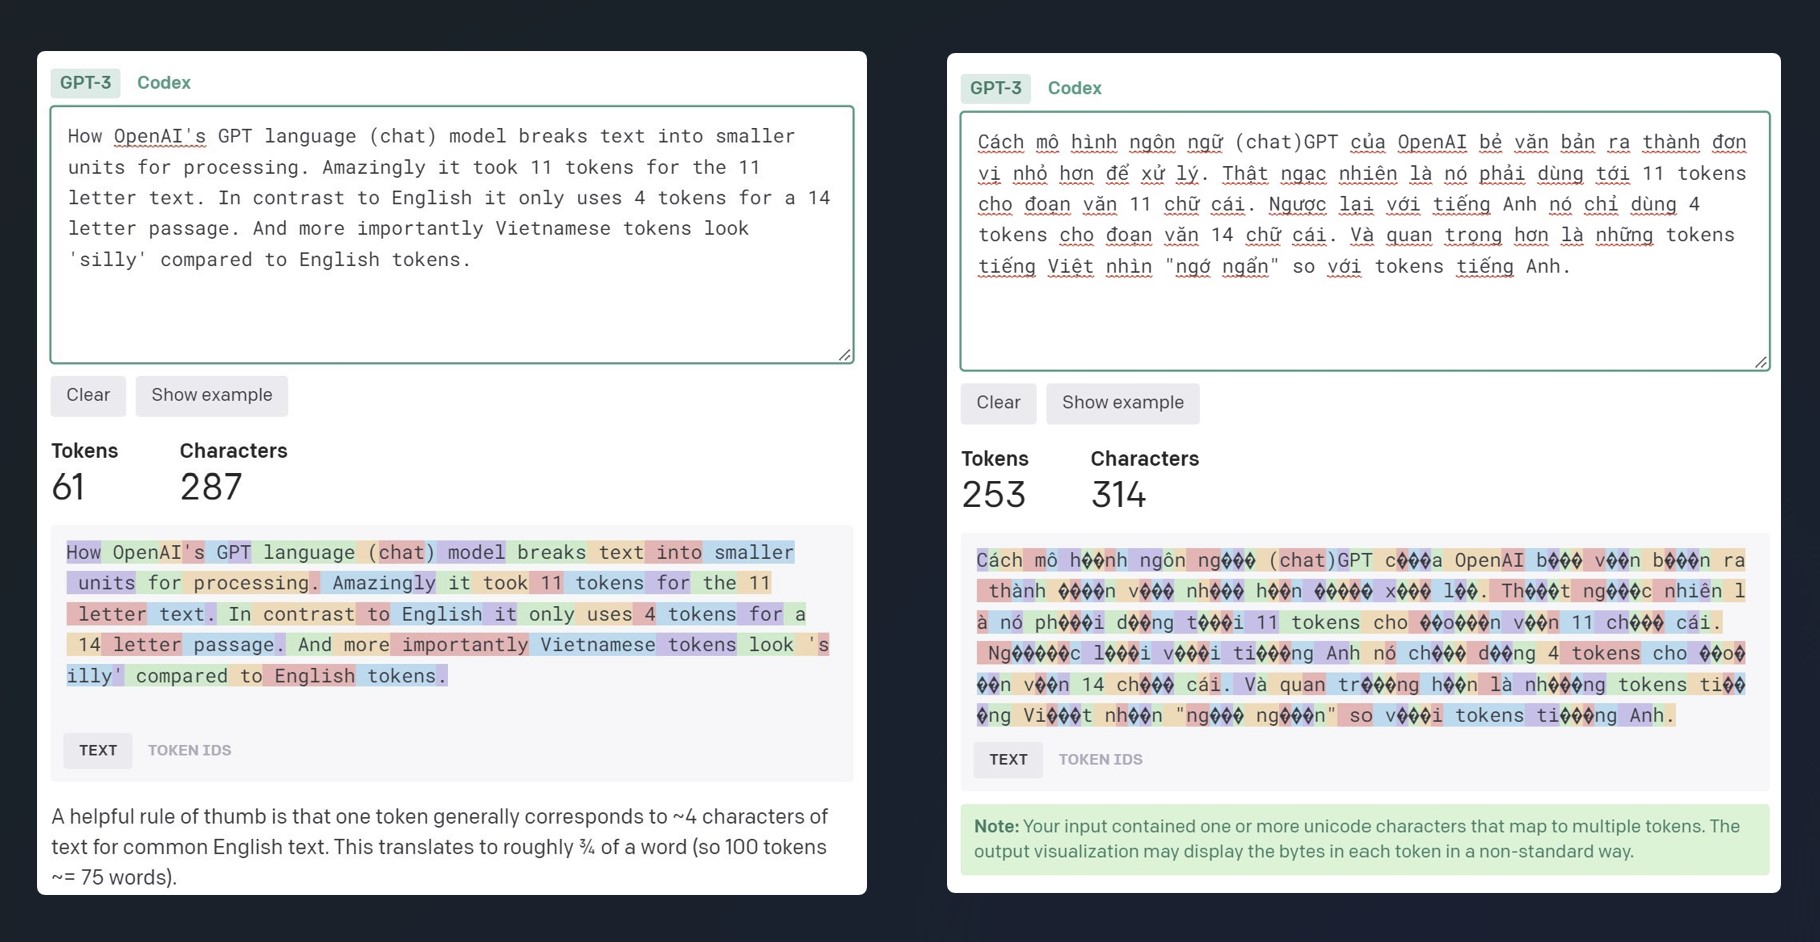 GPT-3 Codex
How OpenAI's GPT language (chat) model breaks text into smaller
units for processing. Amazingly it took 11 tokens for the 11
letter text. In contrast to English it only uses 4 tokens for a 14
letter passage. And more importantly Vietnamese tokens look
'silly' compared to English tokens.
Clear Show example
Tokens Characters
61 287
How OpenAI's GPT language (chat) model breaks text into smaller
units for processing. Amazingly it took 11 tokens for the 11
letter text. In contrast to English it only uses 4 tokens for a
14 letter passage. And more importantly Vietnamese tokens look 's
illy' compared to English tokens.
TEXT TOKEN IDS
A helpful rule of thumb is that one token generally corresponds to ~4 characters of
text for common English text. This translates to roughly ¾ of a word (so 100 tokens
~= 75 words).
GPT-3 Codex
Cách mô hình ngôn ngữ (chat)GPT của OpenAI bẻ văn bản ra thành đơn
vị nhỏ hơn để xử lý. Thật ngạc nhiên là nó phải dùng tới 11 tokens
cho đoạn văn 11 chữ cái. Ngược lại với tiếng Anh nó chỉ dùng 4
tokens cho đoạn văn 14 chữ cái. Và quan trọng hơn là những tokens
tiếng Việt nhìn "ngớ ngẩn" so với tokens tiếng Anh.
Clear Show example
Tokens Characters
253 314
Cách mô h��nh ngôn ng��� (chat)GPT c���a OpenAI b��� v��n b���n ra
thành ����n v��� nh��� h��n ����� x��� l��. Th���t ng���c nhiên l
à nó ph���i d��ng t���i 11 tokens cho ��o���n v��n 11 ch��� cái.
Ng�����c l���i v���i ti���ng Anh nó ch��� d��ng 4 tokens cho ��o�
��n v��n 14 ch��� cái. Và quan tr���ng h��n là nh���ng tokens ti��
�ng Vi���t nh��n "ng��� ng���n" so v���i tokens ti���ng Anh.
TEXT TOKEN IDS
Note: Your input contained one or more unicode characters that map to multiple tokens. The
output visualization may display the bytes in each token in a non-standard way.